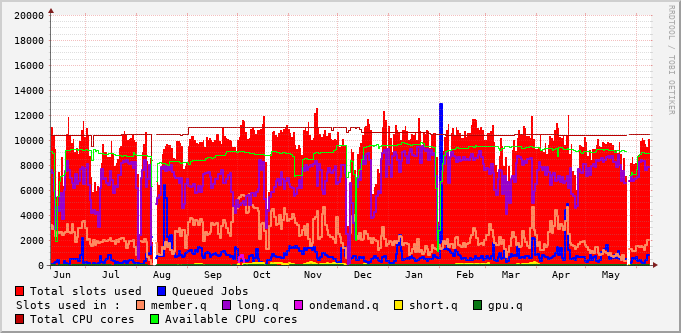 20000
18000
16000
14000
12000
10000
8000
6000
4000
2000
0
Jun Jul Aug Sep Oct Nov Dec Jan Feb Mar Apr May
RRDTOOL / TOBI OETIKER
Total slots used Queued Jobs
Slots used in : member.q long.q ondemand.q short.q gpu.q
Total CPU cores Available CPU cores